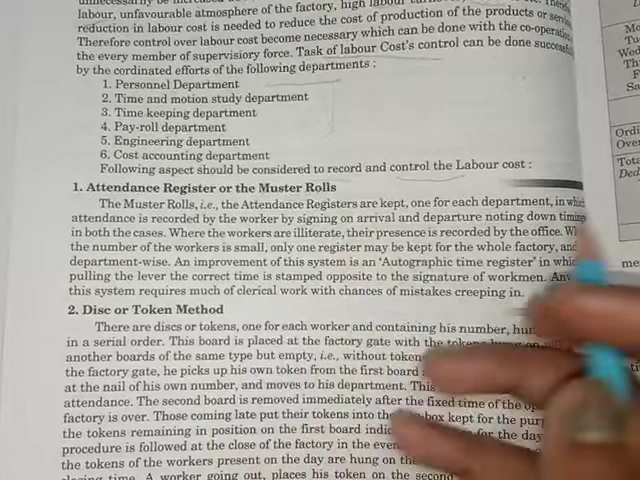 unnecessarily be increased
labour, unfavourable atmosphere of the factory, high labour
reduction in labour cost is needed to reduce the cost of production of the products or
Therefore control over labour cost become necessary which can be done with the
the every member of supervisiory force. Task of labour Cost's control can be done
by the cordinated efforts of the following departments :
1. Personnel Department
2. Time and motion study department
3. Time keeping department
4. Pay-roll department
5. Engineering department
6. Cost accounting department
Following aspect should be considered to record and control the Labour cost :
1. Attendance Register or the Muster Rolls
The Muster Rolls, i.e., the Attendance Registers are kept, one for each department, in
attendance is recorded by the worker by signing on arrival and departure noting down
in both the cases. Where the workers are illiterate, their presence is recorded by the office.
the number of the workers is small, only one register may be kept for the whole factory, and
department-wise. An improvement of this system is an 'Autographic time register' in
pulling the lever the correct time is stamped opposite to the signature of workmen.
this system requires much of clerical work with chances of mistakes creeping in.
me
2. Disc or Token Method
There are discs or tokens, one for each worker and containing his number,
in a serial order. This board is placed at the factory gate with the
another boards of the same type but empty, i.e., without
the factory gate, he picks up his own token from the first board
at the nail of his own number, and moves to his department. This
attendance. The second board is removed immediately after the fixed time of the
factory is over. Those coming late put their tokens into the box kept for the
the tokens remaining in position on the first board for the day
procedure is followed at the close of the factory in the
the tokens of the workers present on the day are hung on
time. A worker going out, places his token on the second